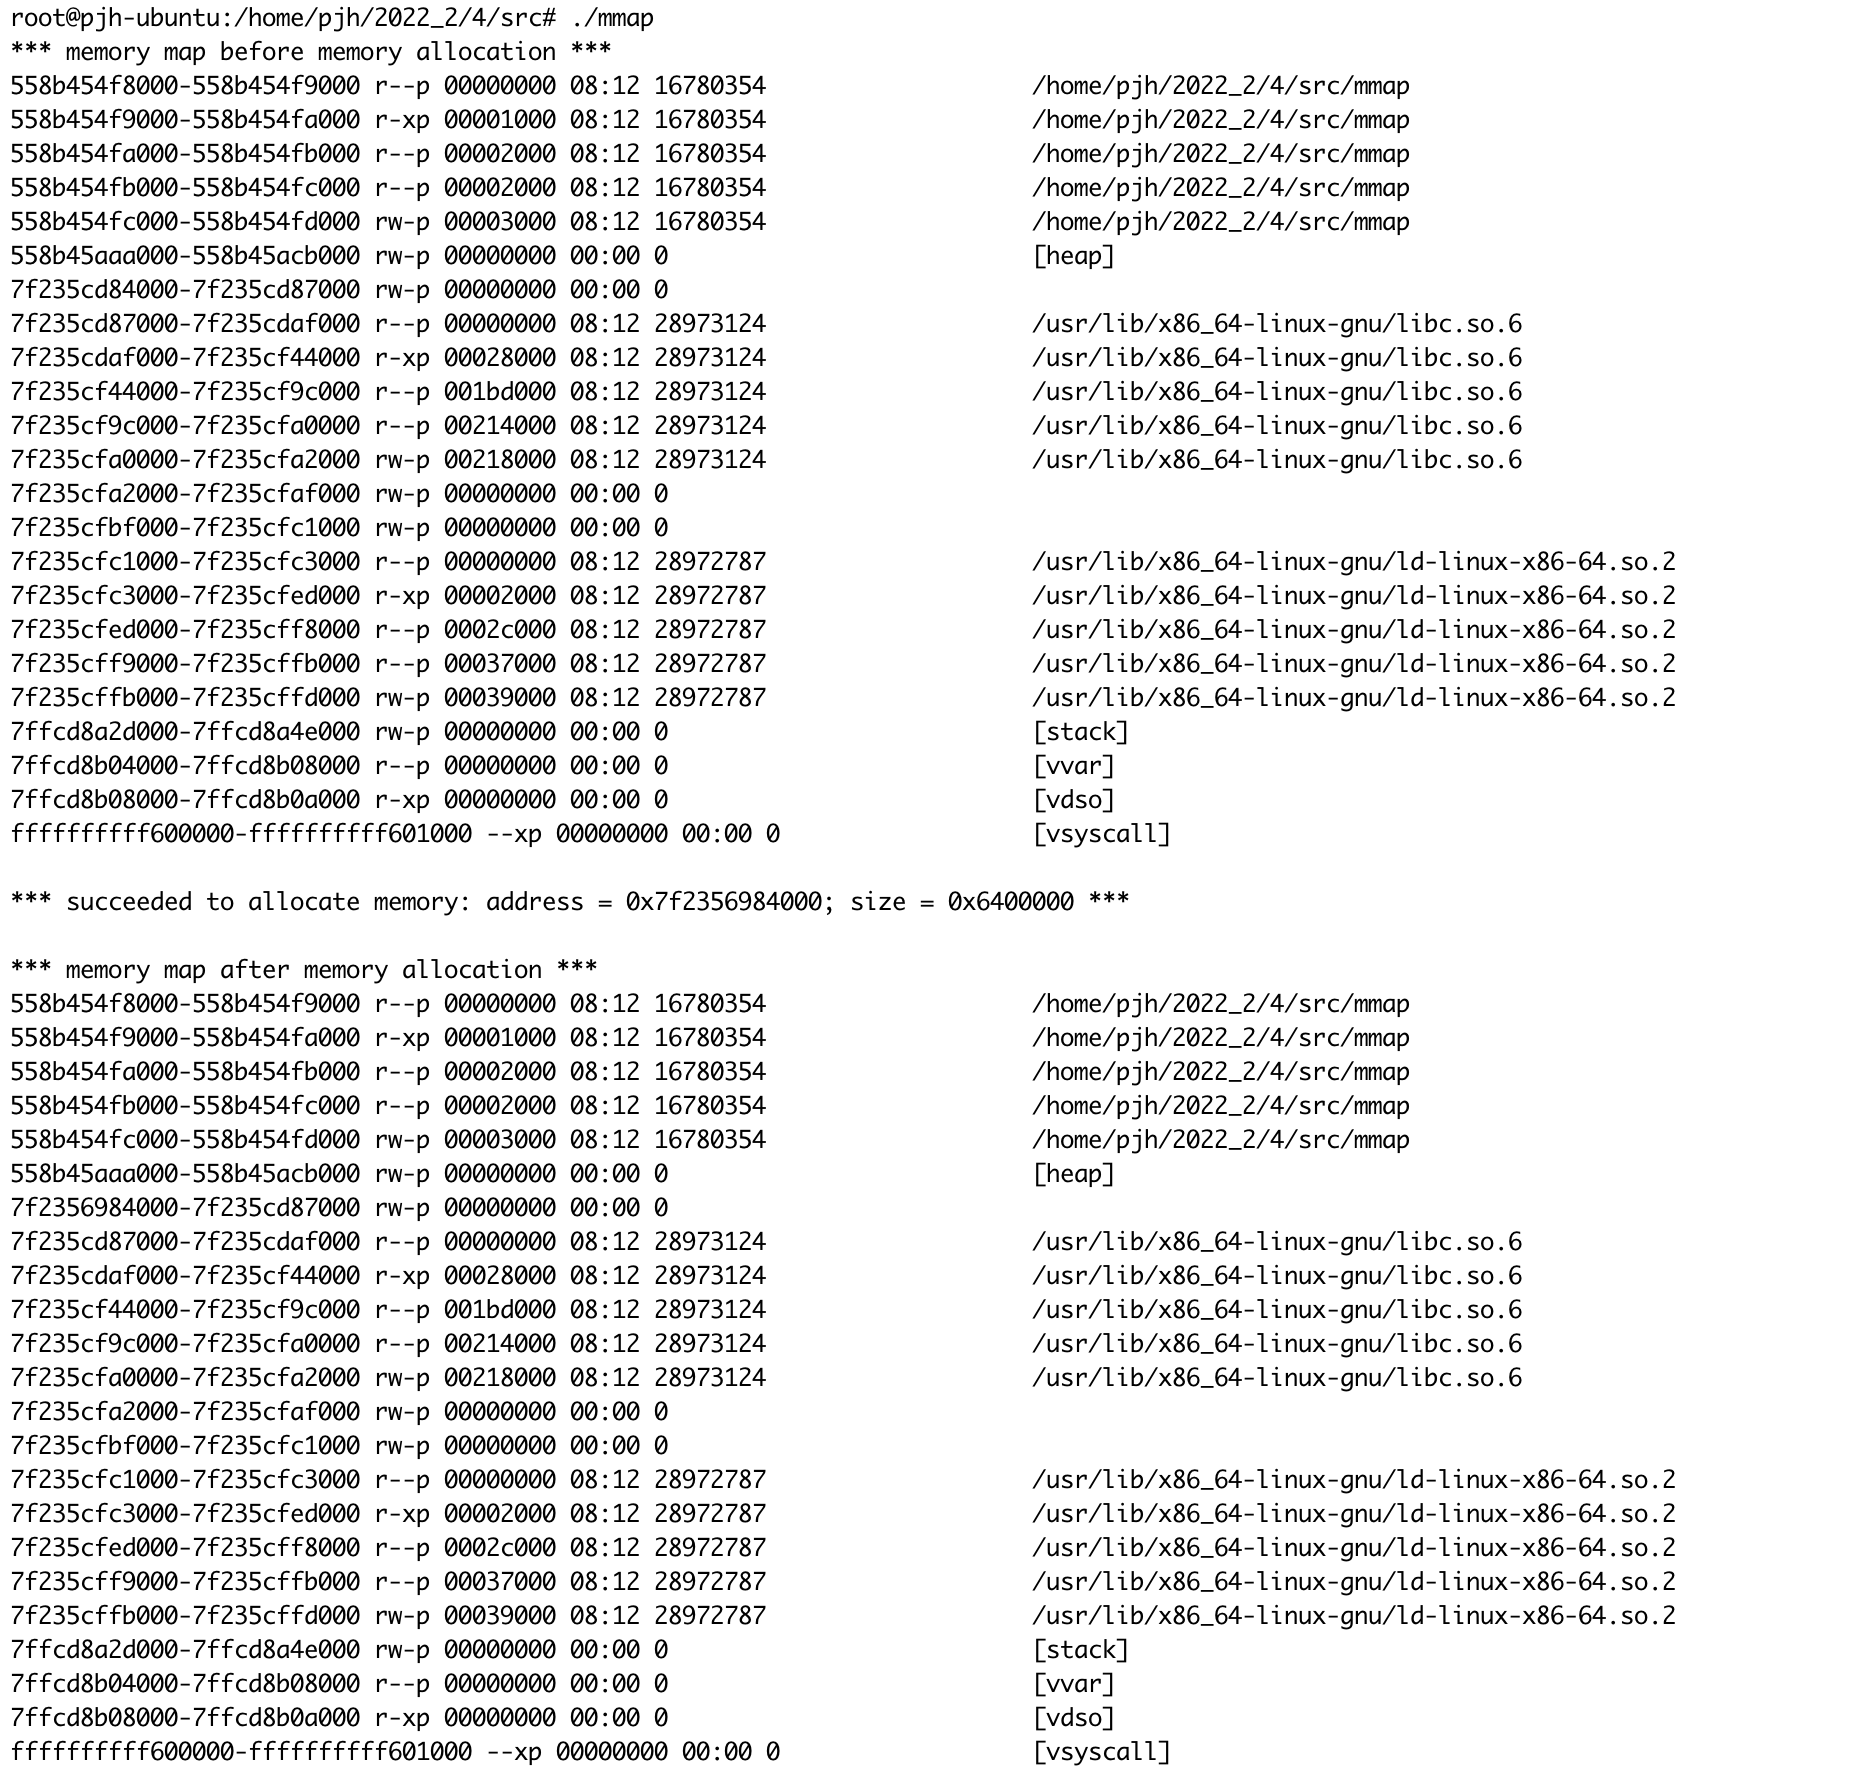 root@pjh-ubuntu:/home/pjh/2022_2/4/src# ./mmap
*** memory map before memory allocation ***
558b454f8000-558b454f9000 r--p 00000000 08:12 16780354 /home/pjh/2022_2/4/src/mmap
558b454f9000-558b454fa000 r-xp 00001000 08:12 16780354 /home/pjh/2022_2/4/src/mmap
558b454fa000-558b454fb000 r--p 00002000 08:12 16780354 /home/pjh/2022_2/4/src/mmap
558b454fb000-558b454fc000 r--p 00002000 08:12 16780354 /home/pjh/2022_2/4/src/mmap
558b454fc000-558b454fd000 rw-p 00003000 08:12 16780354 /home/pjh/2022_2/4/src/mmap
558b45aaa000-558b45acb000 rw-p 00000000 00:00 0 [heap]
7f235cd84000-7f235cd87000 rw-p 00000000 00:00 0
7f235cd87000-7f235cdaf000 r--p 00000000 08:12 28973124 /usr/lib/x86_64-linux-gnu/libc.so.6
7f235cdaf000-7f235cf44000 r-xp 00028000 08:12 28973124 /usr/lib/x86_64-linux-gnu/libc.so.6
7f235cf44000-7f235cf9c000 r--p 001bd000 08:12 28973124 /usr/lib/x86_64-linux-gnu/libc.so.6
7f235cf9c000-7f235cfa0000 r--p 00214000 08:12 28973124 /usr/lib/x86_64-linux-gnu/libc.so.6
7f235cfa0000-7f235cfa2000 rw-p 00218000 08:12 28973124 /usr/lib/x86_64-linux-gnu/libc.so.6
7f235cfa2000-7f235cfaf000 rw-p 00000000 00:00 0
7f235cfbf000-7f235cfc1000 rw-p 00000000 00:00 0
7f235cfc1000-7f235cfc3000 r--p 00000000 08:12 28972787 /usr/lib/x86_64-linux-gnu/ld-linux-x86-64.so.2
7f235cfc3000-7f235cfed000 r-xp 00002000 08:12 28972787 /usr/lib/x86_64-linux-gnu/ld-linux-x86-64.so.2
7f235cfed000-7f235cff8000 r--p 0002c000 08:12 28972787 /usr/lib/x86_64-linux-gnu/ld-linux-x86-64.so.2
7f235cff9000-7f235cffb000 r--p 00037000 08:12 28972787 /usr/lib/x86_64-linux-gnu/ld-linux-x86-64.so.2
7f235cffb000-7f235cffd000 rw-p 00039000 08:12 28972787 /usr/lib/x86_64-linux-gnu/ld-linux-x86-64.so.2
7ffcd8a2d000-7ffcd8a4e000 rw-p 00000000 00:00 0 [stack]
7ffcd8b04000-7ffcd8b08000 r--p 00000000 00:00 0 [vvar]
7ffcd8b08000-7ffcd8b0a000 r-xp 00000000 00:00 0 [vdso]
ffffffffff600000-ffffffffff601000 --xp 00000000 00:00 0 [vsyscall]
*** succeeded to allocate memory: address = 0x7f2356984000; size = 0x6400000 ***
*** memory map after memory allocation ***
558b454f8000-558b454f9000 r--p 00000000 08:12 16780354 /home/pjh/2022_2/4/src/mmap
558b454f9000-558b454fa000 r-xp 00001000 08:12 16780354 /home/pjh/2022_2/4/src/mmap
558b454fa000-558b454fb000 r--p 00002000 08:12 16780354 /home/pjh/2022_2/4/src/mmap
558b454fb000-558b454fc000 r--p 00002000 08:12 16780354 /home/pjh/2022_2/4/src/mmap
558b454fc000-558b454fd000 rw-p 00003000 08:12 16780354 /home/pjh/2022_2/4/src/mmap
558b45aaa000-558b45acb000 rw-p 00000000 00:00 0 [heap]
7f2356984000-7f235cd87000 rw-p 00000000 00:00 0
7f235cd87000-7f235cdaf000 r--p 00000000 08:12 28973124 /usr/lib/x86_64-linux-gnu/libc.so.6
7f235cdaf000-7f235cf44000 r-xp 00028000 08:12 28973124 /usr/lib/x86_64-linux-gnu/libc.so.6
7f235cf44000-7f235cf9c000 r--p 001bd000 08:12 28973124 /usr/lib/x86_64-linux-gnu/libc.so.6
7f235cf9c000-7f235cfa0000 r--p 00214000 08:12 28973124 /usr/lib/x86_64-linux-gnu/libc.so.6
7f235cfa0000-7f235cfa2000 rw-p 00218000 08:12 28973124 /usr/lib/x86_64-linux-gnu/libc.so.6
7f235cfa2000-7f235cfaf000 rw-p 00000000 00:00 0
7f235cfbf000-7f235cfc1000 rw-p 00000000 00:00 0
7f235cfc1000-7f235cfc3000 r--p 00000000 08:12 28972787 /usr/lib/x86_64-linux-gnu/ld-linux-x86-64.so.2
7f235cfc3000-7f235cfed000 r-xp 00002000 08:12 28972787 /usr/lib/x86_64-linux-gnu/ld-linux-x86-64.so.2
7f235cfed000-7f235cff8000 r--p 0002c000 08:12 28972787 /usr/lib/x86_64-linux-gnu/ld-linux-x86-64.so.2
7f235cff9000-7f235cffb000 r--p 00037000 08:12 28972787 /usr/lib/x86_64-linux-gnu/ld-linux-x86-64.so.2
7f235cffb000-7f235cffd000 rw-p 00039000 08:12 28972787 /usr/lib/x86_64-linux-gnu/ld-linux-x86-64.so.2
7ffcd8a2d000-7ffcd8a4e000 rw-p 00000000 00:00 0 [stack]
7ffcd8b04000-7ffcd8b08000 r--p 00000000 00:00 0 [vvar]
7ffcd8b08000-7ffcd8b0a000 r-xp 00000000 00:00 0 [vdso]
ffffffffff600000-ffffffffff601000 --xp 00000000 00:00 0 [vsyscall]